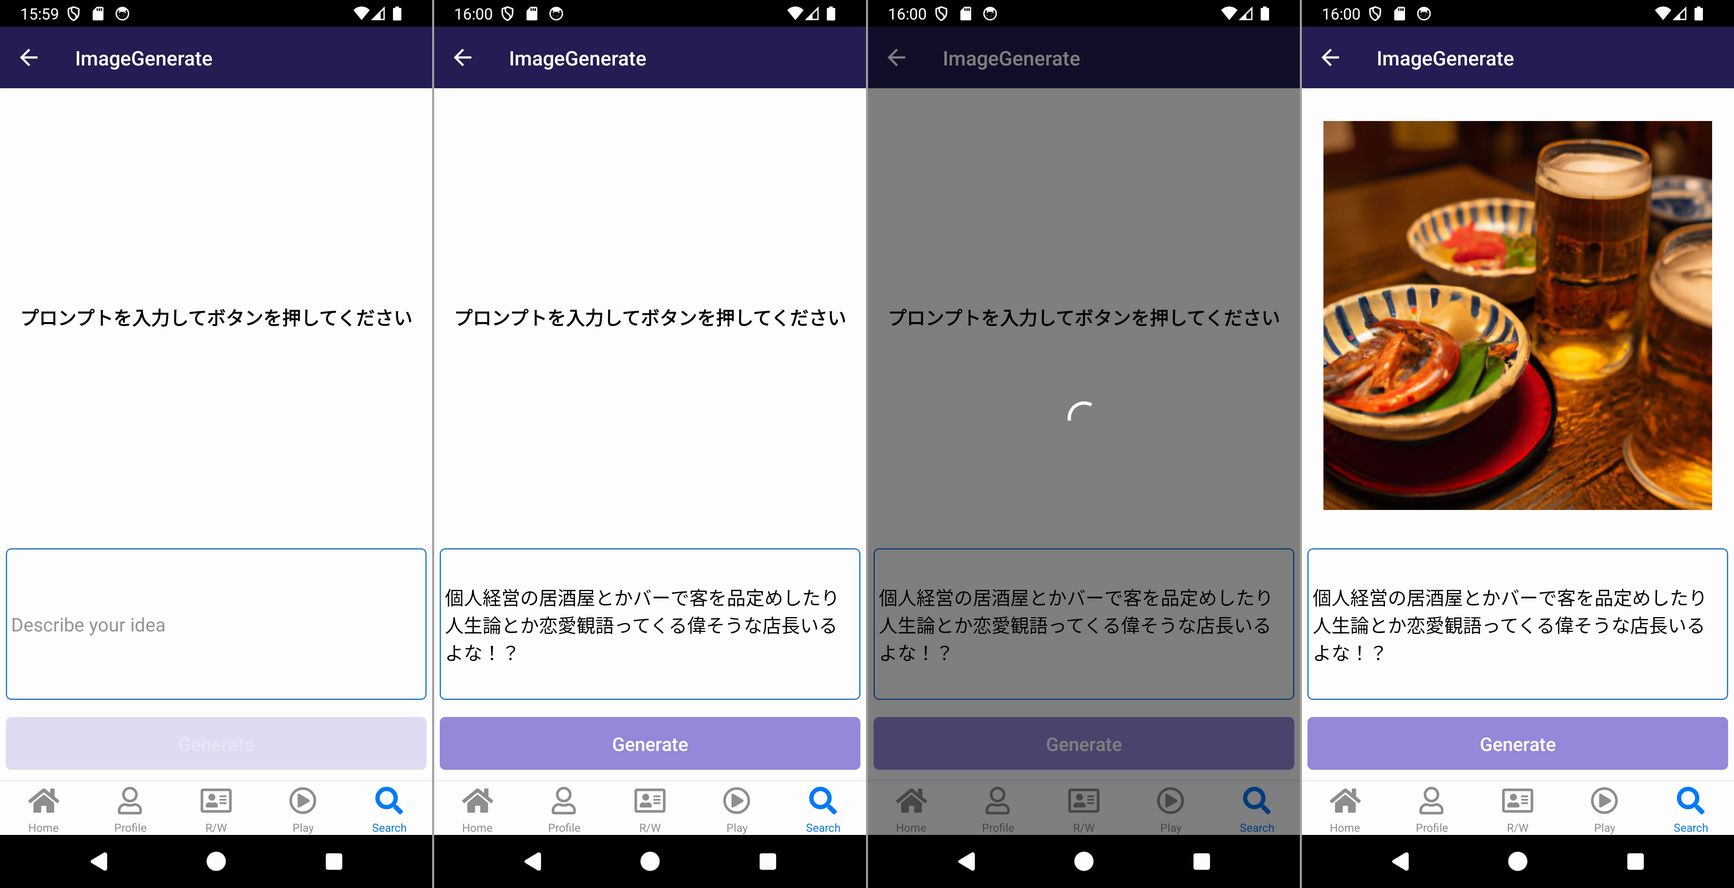 15:59
ImageGenerate
プロンプトを入力してボタンを押してください
Describe your idea
Generate
Home Profile R/W Play Search
16:00
ImageGenerate
プロンプトを入力してボタンを押してください
個人経営の居酒屋とかバーで客を品定めしたり
人生論とか恋愛観語ってくる偉そうな店長いる
よな！？
Generate
Home Profile R/W Play Search
16:00
ImageGenerate
プロンプトを入力してボタンを押してください
個人経営の居酒屋とかバーで客を品定めしたり
人生論とか恋愛観語ってくる偉そうな店長いる
よな！？
Generate
Home Profile R/W Play Search
16:00
ImageGenerate
個人経営の居酒屋とかバーで客を品定めしたり
人生論とか恋愛観語ってくる偉そうな店長いる
よな！？
Generate
Home Profile R/W Play Search